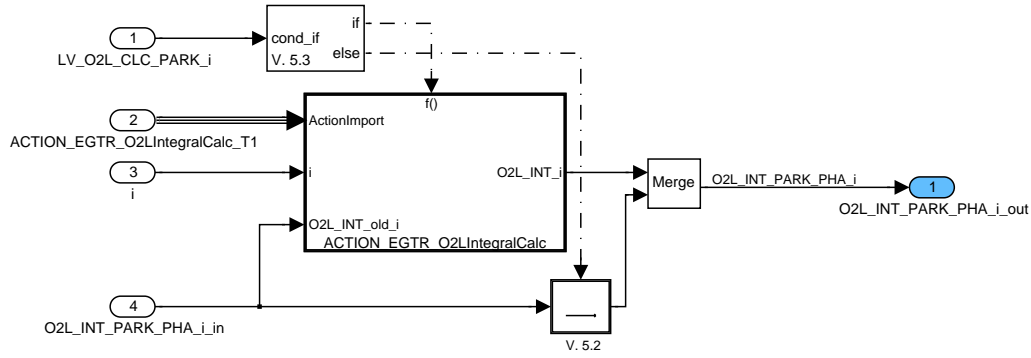 if
1
cond_if
else
LV_O2L_CLC_PARK_i
V. 5.3
f()
2
ActionImport
ACTION_EGTR_O2LIntegralCalc_T1
3
i
O2L_INT_i
Merge
O2L_INT_PARK_PHA_i
1
i
O2L_INT_PARK_PHA_i_out
O2L_INT_old_i
ACTION_EGTR_O2LIntegralCalc
4
O2L_INT_PARK_PHA_i_in
V. 5.2